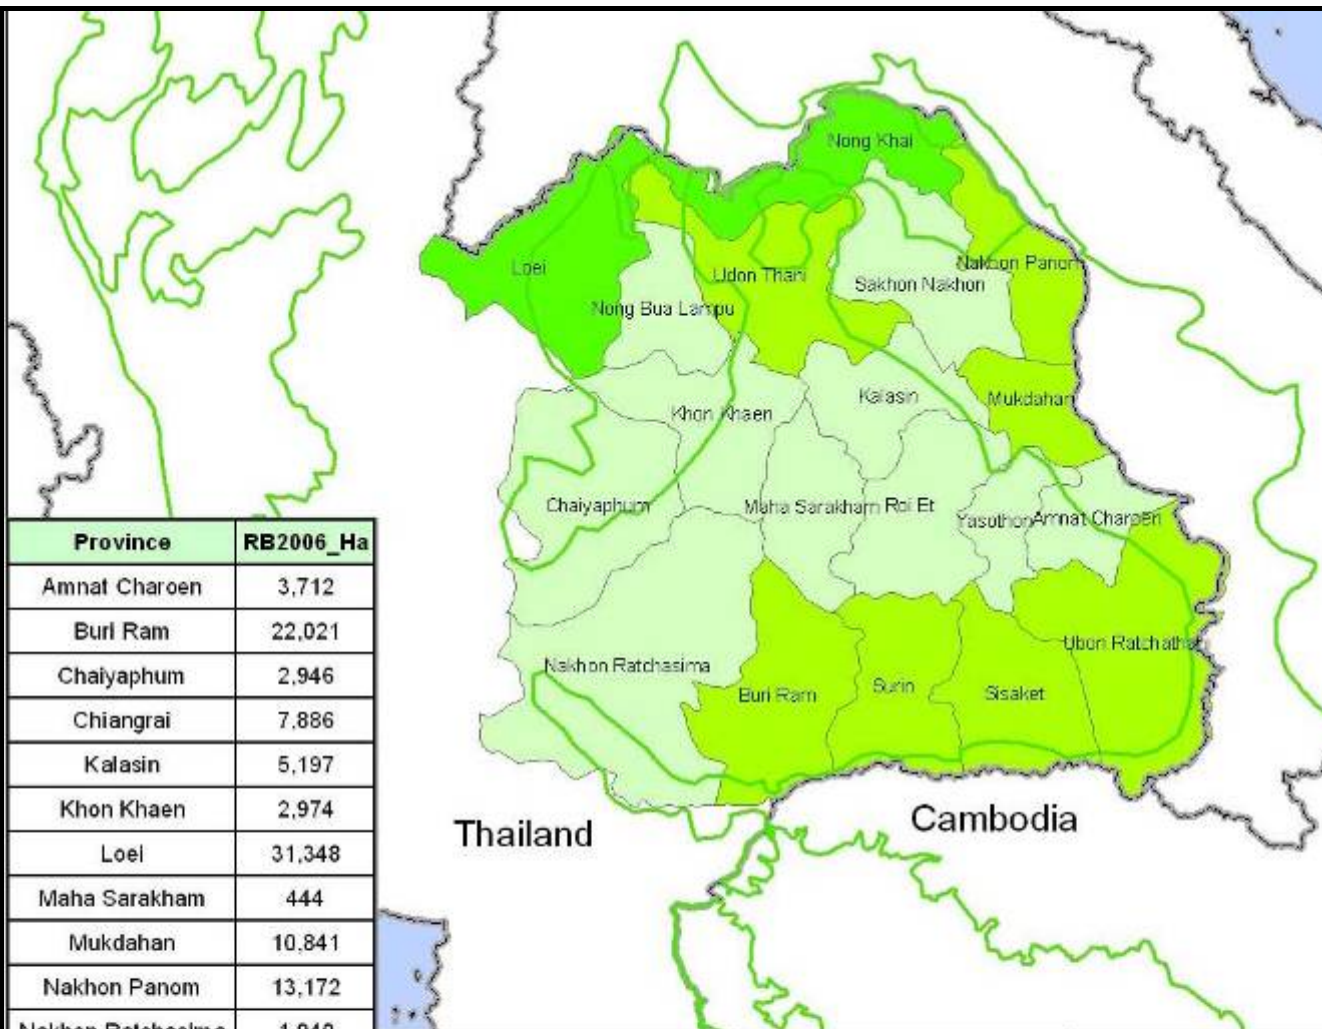 Nong Khai
Loei
Udon Thani
Nakhon Panom
Sakhon Nakhon
Nong Bua Lampu
Kalasin
Mukdahan
Khon Khaen
Chaiyaphum
Maha Sarakham
Roi Et
Yasothon
Amnat Charoen
Ubon Ratchatha
Nakhon Ratchasima
Buri Ram
Surin
Sisaket
Thailand
Cambodia
Province RB2006_Ha
Amnat Charoen 3,712
Buri Ram 22,021
Chaiyaphum 2,946
Chiangrai 7,886
Kalasin 5,197
Khon Khaen 2,974
Loei 31,348
Maha Sarakham 444
Mukdahan 10,841
Nakhon Panom 13,172
Nakhon Ratchasima